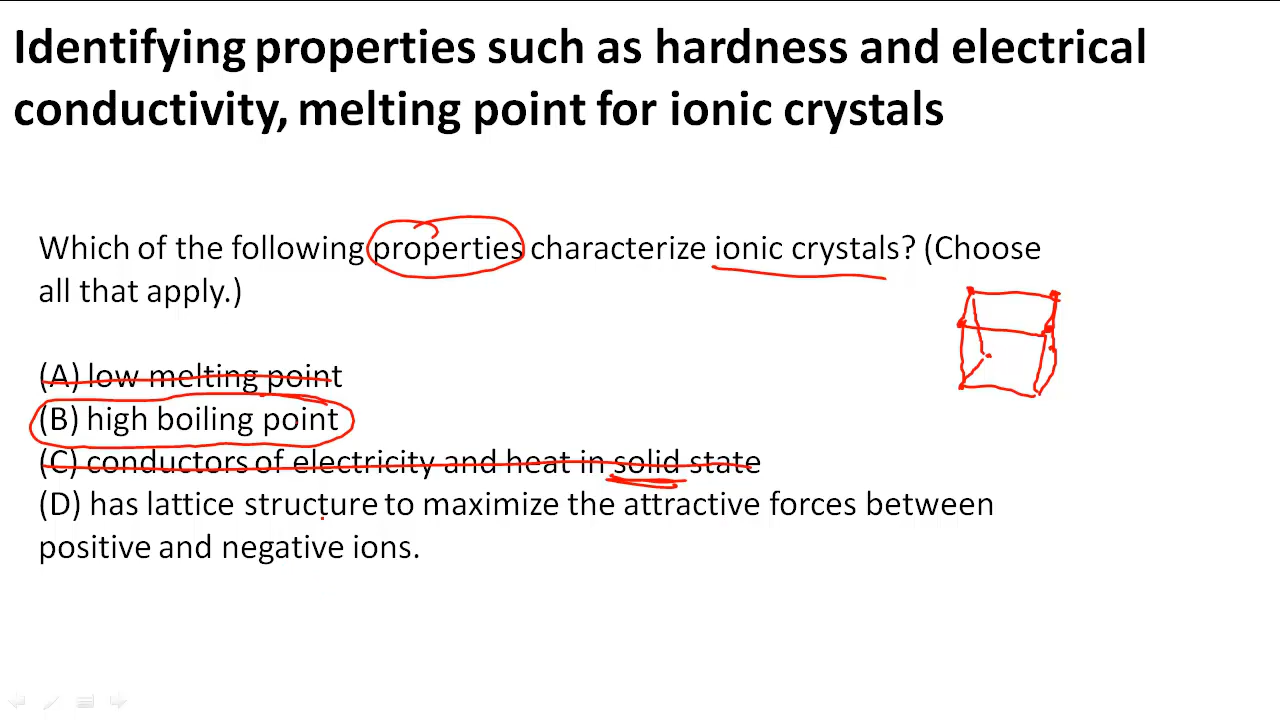 Identifying properties such as hardness and electrical
conductivity, melting point for ionic crystals
Which of the following properties characterize ionic crystals? (Choose
all that apply.)
(A) low melting point
(B) high boiling point
(C) conductors of electricity and heat in solid state
(D) has lattice structure to maximize the attractive forces between
positive and negative ions.